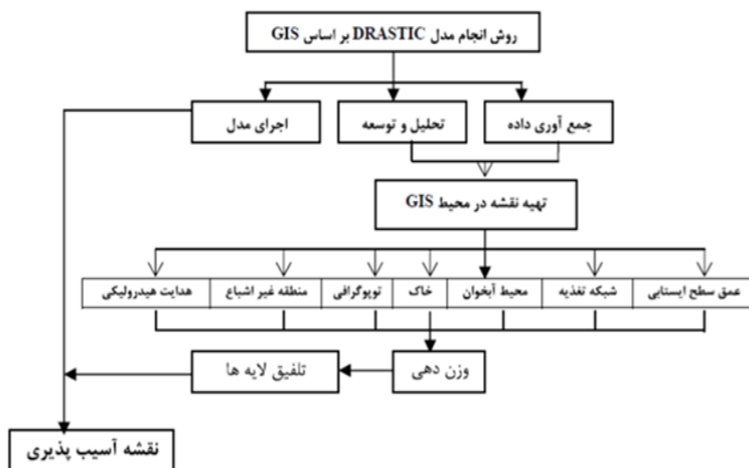 روش انجام مدل DRASTIC بر اساس GIS
جمع آوری داده
تحلیل و توسعه
اجرای مدل
تهیه نقشه در محیط GIS
عمق سطح ایستابی
شبکه تغذیه
محیط آبخوان
خاک
توپوگرافی
منطقه غیر اشباع
هدایت هیدرولیکی
وزن دهی
تلفیق لایه ها
نقشه آسیب پذیری